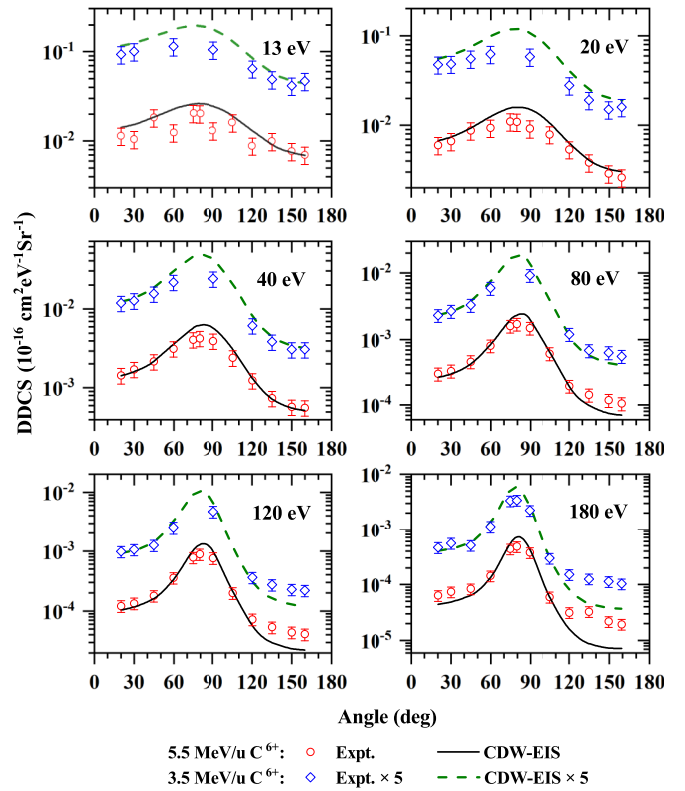 13 eV
10⁻¹
10⁻²
0 30 60 90 120 150 180
20 eV
10⁻¹
10⁻²
0 30 60 90 120 150 180
40 eV
10⁻²
10⁻³
0 30 60 90 120 150 180
80 eV
10⁻²
10⁻³
10⁻⁴
0 30 60 90 120 150 180
120 eV
10⁻²
10⁻³
10⁻⁴
0 30 60 90 120 150 180
180 eV
10⁻²
10⁻³
10⁻⁴
10⁻⁵
0 30 60 90 120 150 180
DDCS (10⁻¹⁶ cm²eV⁻¹Sr⁻¹)
Angle (deg)
5.5 MeV/u C⁶⁺: Expt. CDW-EIS
3.5 MeV/u C⁶⁺: Expt. × 5 CDW-EIS × 5